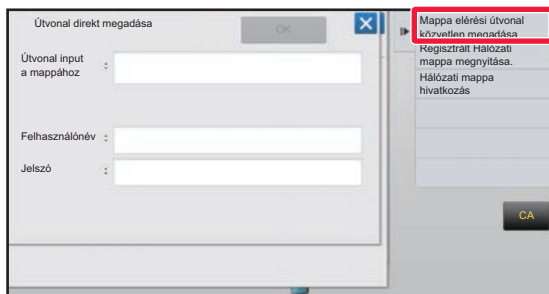 Útvonal direkt megadása
OK
Útvonal input
a mappához :
Felhasználónév :
Jelszó :
Mappa elérési útvonal
közvetlen megadása
Regisztrált Hálózati
mappa megnyitása.
Hálózati mappa
hivatkozás
CA